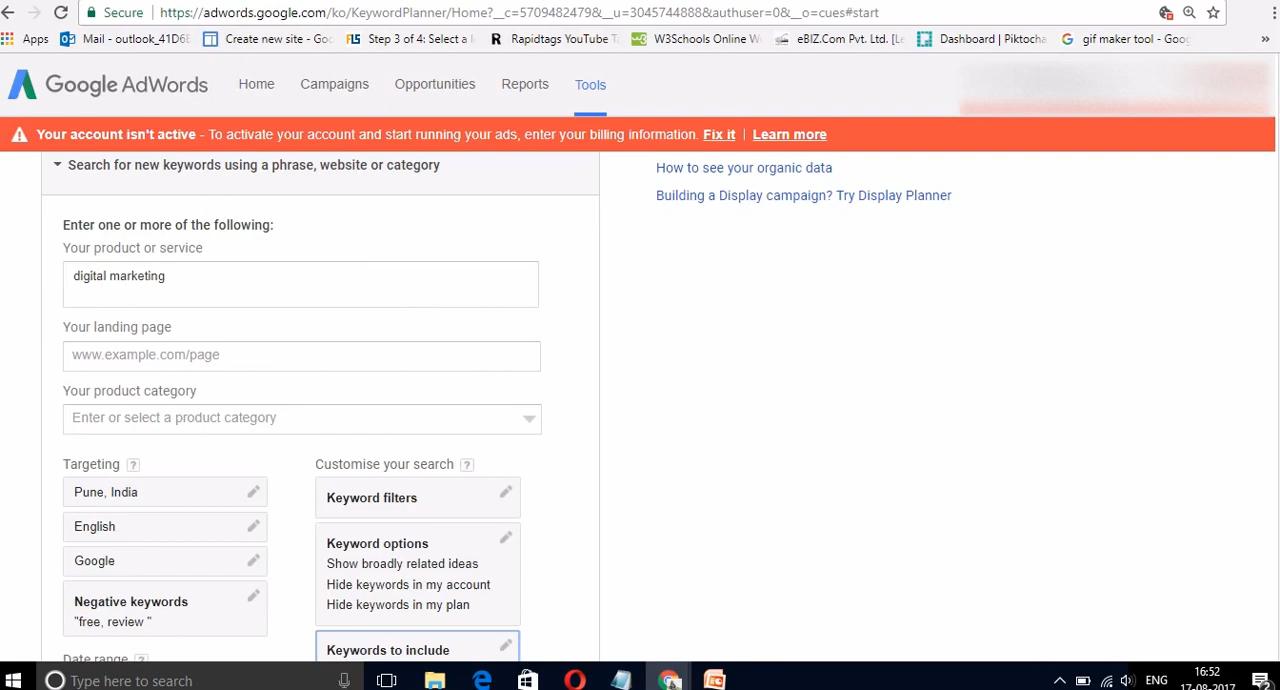 Secure https://adwords.google.com/ko/KeywordPlanner/Home?__c=5709482479&__u=3045744888&authuser=0&__o=cues#start
Apps Mail - outlook_41D6E Create new site - Goo Step 3 of 4: Select a R Rapidtags YouTube T W3Schools Online W eBIZ.Com Pvt. Ltd. [Le Dashboard | Piktocha gif maker tool - Goog »
Google AdWords Home Campaigns Opportunities Reports Tools
Your account isn't active - To activate your account and start running your ads, enter your billing information. Fix it | Learn more
Search for new keywords using a phrase, website or category
How to see your organic data
Building a Display campaign? Try Display Planner
Enter one or more of the following:
Your product or service
digital marketing
Your landing page
www.example.com/page
Your product category
Enter or select a product category
Targeting ?
Pune, India
English
Google
Negative keywords
"free, review "
Date range ?
Customise your search ?
Keyword filters
Keyword options
Show broadly related ideas
Hide keywords in my account
Hide keywords in my plan
Keywords to include
Type here to search
ENG
16:52
17-08-2017